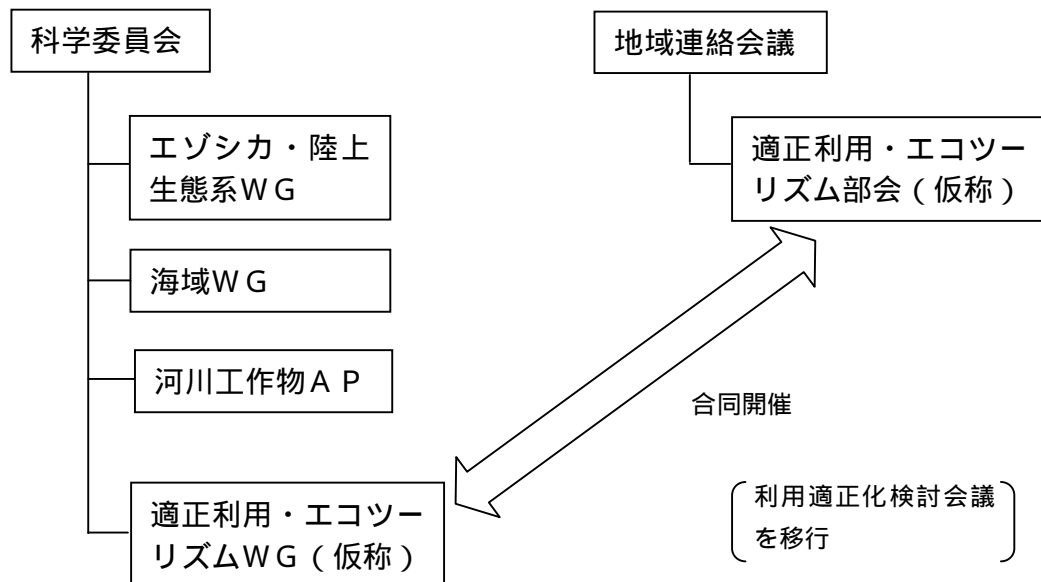 科学委員会
エゾシカ・陸上
生態系ＷＧ
海域ＷＧ
河川工作物ＡＰ
適正利用・エコツー
リズムＷＧ（仮称）
地域連絡会議
適正利用・エコツー
リズム部会（仮称）
合同開催
利用適正化検討会議
を移行